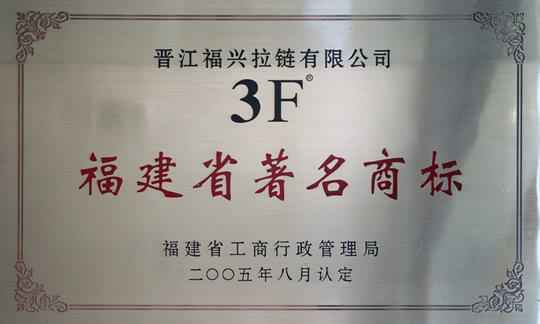 晋江福兴拉链有限公司
3F®
福建省著名商标
福建省工商行政管理局
二〇〇五年八月认定